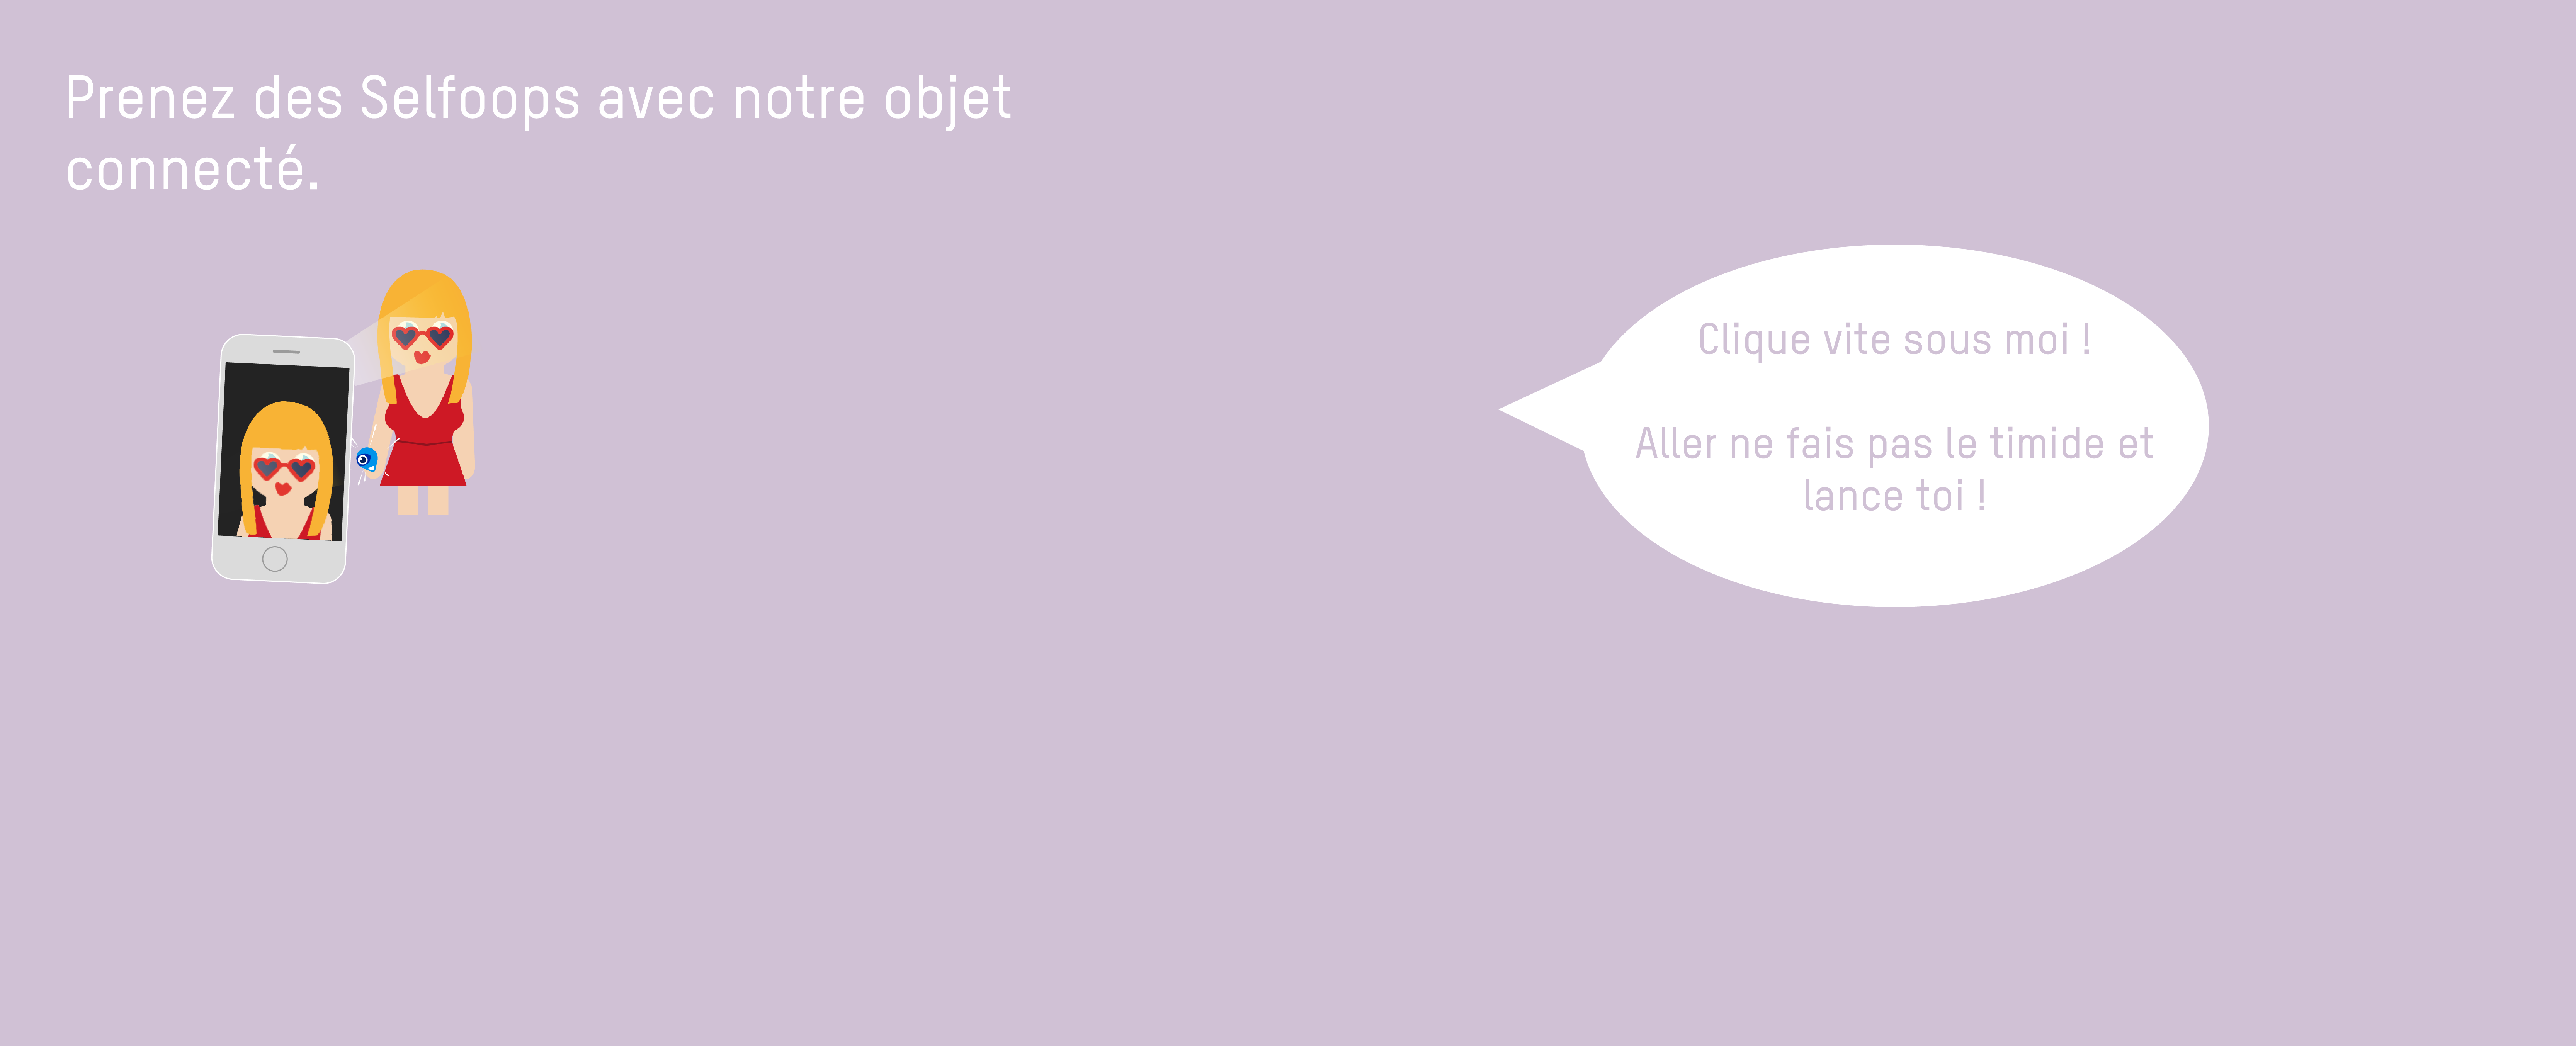 Prenez des Selfoops avec notre objet
connecté.
Clique vite sous moi !
Aller ne fais pas le timide et
lance toi !